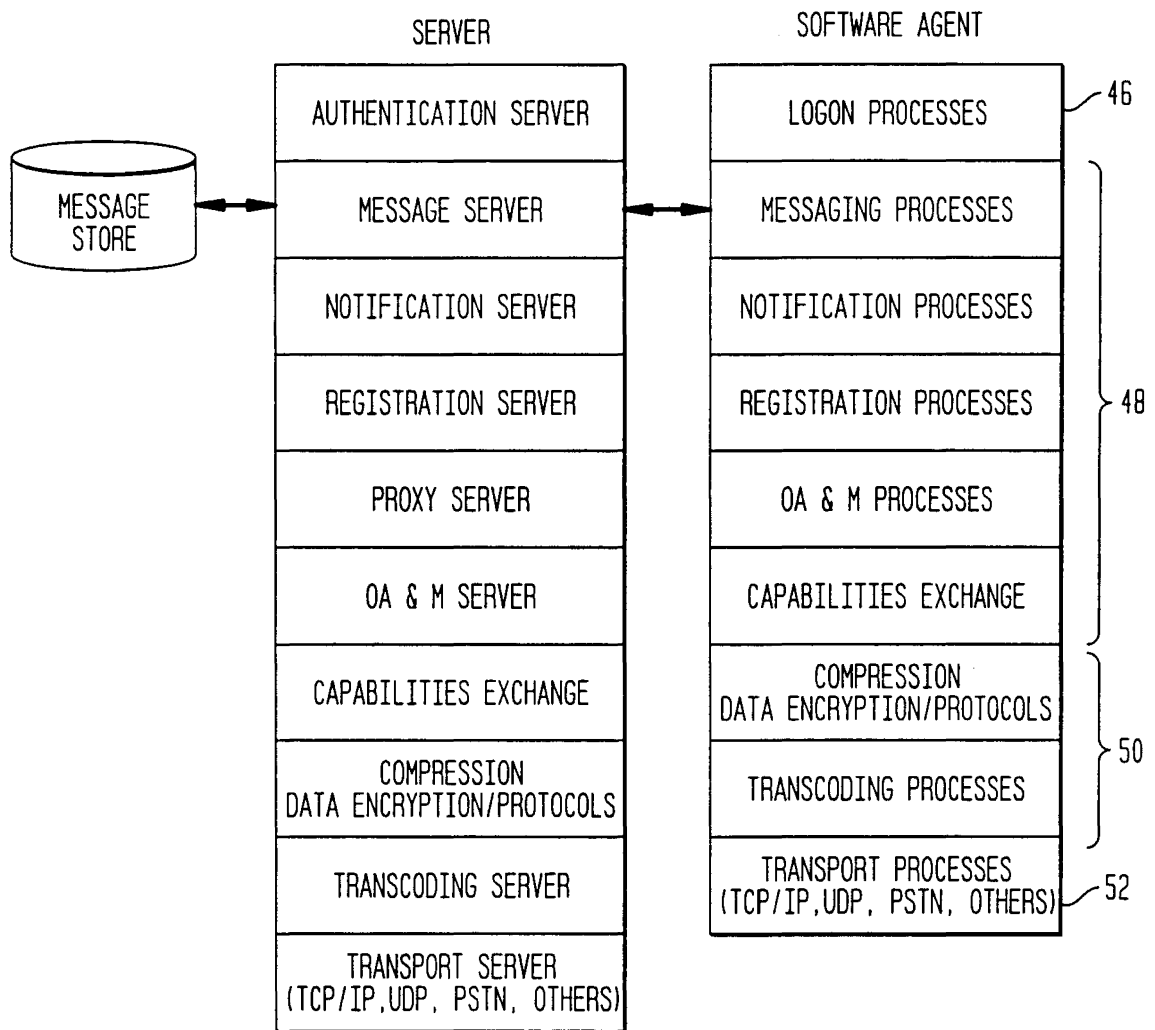 SERVER
SOFTWARE AGENT
AUTHENTICATION SERVER
LOGON PROCESSES
46
MESSAGE
STORE
MESSAGE SERVER
MESSAGING PROCESSES
NOTIFICATION SERVER
NOTIFICATION PROCESSES
REGISTRATION SERVER
REGISTRATION PROCESSES
48
PROXY SERVER
OA & M PROCESSES
OA & M SERVER
CAPABILITIES EXCHANGE
CAPABILITIES EXCHANGE
COMPRESSION
DATA ENCRYPTION/PROTOCOLS
50
COMPRESSION
DATA ENCRYPTION/PROTOCOLS
TRANSCODING PROCESSES
TRANSCODING SERVER
TRANSPORT PROCESSES
(TCP/IP,UDP, PSTN, OTHERS)
52
TRANSPORT SERVER
(TCP/IP,UDP, PSTN, OTHERS)